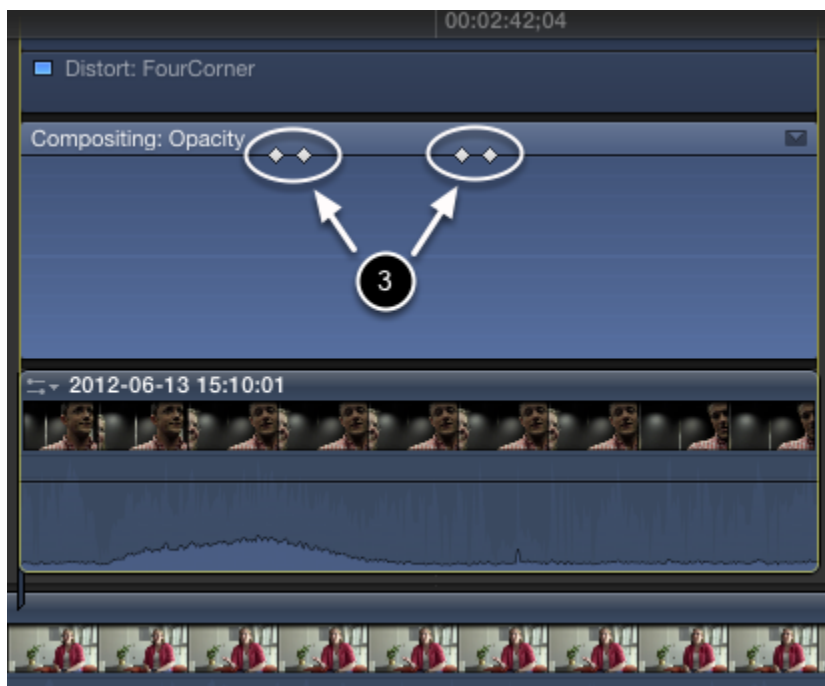 00:02:42;04
Distort: FourCorner
Compositing: Opacity
3
2012-06-13 15:10:01